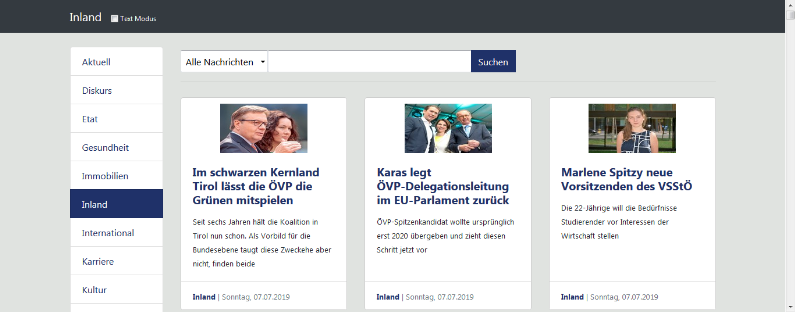 Inland
Text Modus
Aktuell
Diskurs
Etat
Gesundheit
Immobilien
Inland
International
Karriere
Kultur
Alle Nachrichten
Suchen
Im schwarzen Kernland
Tirol lässt die ÖVP die
Grünen mitspielen
Seit sechs Jahren hält die Koalition in
Tirol nun schon. Als Vorbild für die
Bundesebene taugt diese Zweckehe aber
nicht, finden beide
Inland | Sonntag, 07.07.2019
Karas legt
ÖVP-Delegationsleitung
im EU-Parlament zurück
ÖVP-Spitzenkandidat wollte ursprünglich
erst 2020 übergeben und zieht diesen
Schritt jetzt vor
Inland | Sonntag, 07.07.2019
Marlene Spitzy neue
Vorsitzenden des VSStÖ
Die 22-Jährige will die Bedürfnisse
Studierender vor Interessen der
Wirtschaft stellen
Inland | Sonntag, 07.07.2019